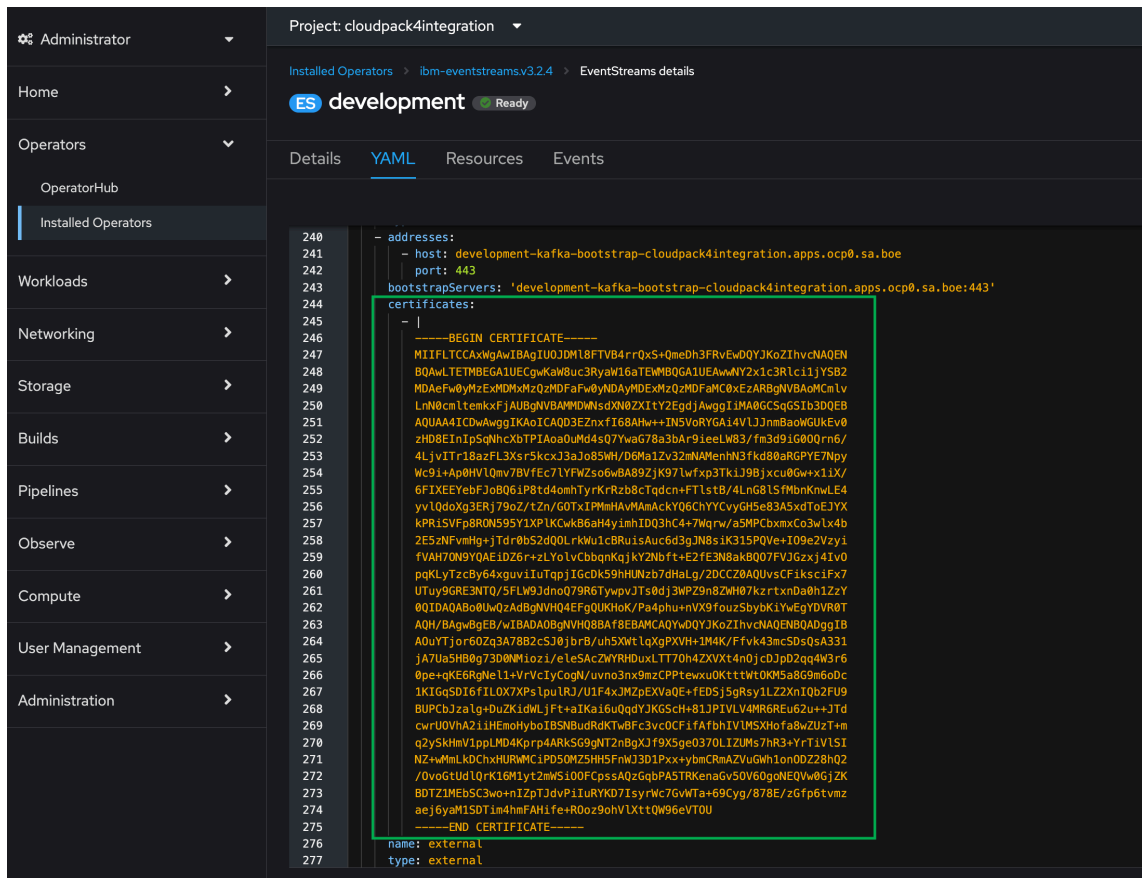 Administrator
Home
Operators
OperatorHub
Installed Operators
Workloads
Networking
Storage
Builds
Pipelines
Observe
Compute
User Management
Administration
Project: cloudpack4integration
Installed Operators > ibm-eventstreams.v3.2.4 > EventStreams details
ES development Ready
Details YAML Resources Events
240 - addresses:
241 - host: development-kafka-bootstrap-cloudpack4integration.apps.ocp0.sa.boe
242 port: 443
243 bootstrapServers: 'development-kafka-bootstrap-cloudpack4integration.apps.ocp0.sa.boe:443'
244 certificates:
245 - |
246 -----BEGIN CERTIFICATE-----
247 MIIFLTCCAxWgAwIBAgIUOJDMl8FTVB4rrQxS+QmeDh3FRvEwDQYJKoZIhvcNAQEN
248 BQAwLTETMBEGA1UECgwKaW8uc3RyaW16aTEWMBQGA1UEAwwNY2x1c3Rlci1jYSB2
249 MDAeFw0yMzExMDMxMzQzMDFaFw0yNDAyMDExMzQzMDFaMC0xEzARBgNVBAoMCmlv
250 LnN0cmltemkxFjAUBgNVBAMMDWNsdXN0ZXItY2EgdjAwggIiMA0GCSqGSIb3DQEB
251 AQUAA4ICDwAwggIKAoICAQD3EZnxfI68AHw++IN5VoRYGAi4VlJJnmBaoWGUkEv0
252 zHD8EInIpSqNhcXbTPIAoaOuMd4sQ7YwaG78a3bAr9ieeLW83/fm3d9iG0OQrn6/
253 4LjvITr18azFL3Xsr5kcxJ3aJo85WH/D6Ma1Zv32mNAMenhN3fkd80aRGPYE7Npy
254 Wc9i+Ap0HVlQmv7BVfEc7lYFWZso6wBA89ZjK97lwfxp3TkiJ9Bjxcu0Gw+x1iX/
255 6FIXEEYebFJoBQ6iP8td4omhTyrKrRzb8cTqdcn+FTlstB/4LnG8lSfMbnKnwLE4
256 yvlQdoXg3ERj79oZ/tZn/GOTxIPMmHAvMAmAckYQ6ChYYCvyGH5e83A5xdToEJYX
257 kPRiSVFp8RON595Y1XPlKCwkB6aH4yimhIDQ3hC4+7Wqrw/a5MPCbxmxCo3wlx4b
258 2E5zNFvmHg+jTdr0bS2dQOLrkWu1cBRuisAuc6d3gJN8siK315PQVe+IO9e2Vzyi
259 fVAH7ON9YQAEiDZ6r+zLYolvCbbqnKqjkY2Nbft+E2fE3N8akBQO7FVJGzxj4IvO
260 pqKLyTzcBy64xguviIuTqpjIGcDk59hHUNzb7dHaLg/2DCCZ0AQUvsCFiksciFx7
261 UTuy9GRE3NTQ/5FLW9JdnoQ79R6TywpvJTs0dj3WPZ9n8ZWH07kzrtxnDa0h1ZzY
262 0QIDAQABo0UwQzAdBgNVHQ4EFgQUKHoK/Pa4phu+nVX9fouzSbybKiYwEgYDVR0T
263 AQH/BAgwBgEB/wIBADAOBgNVHQ8BAf8EBAMCAQYwDQYJKoZIhvcNAQENBQADggIB
264 AOuYTjor6OZq3A78B2cSJ0jbrB/uh5XWtlqXgPXVH+1M4K/Ffvk43mcSDsQsA331
265 jA7Ua5HB0g73D0NMiozi/eleSAcZWYRHDuxLTT7Oh4ZXVXt4nOjcDJpD2qq4W3r6
266 0pe+qKE6RgNel1+VrVcIyCogN/uvno3nx9mzCPPtewxuOKtttWtOKM5a8G9m6oDc
267 1KIGqSDI6fILOX7XPslpulRJ/U1F4xJMZpEXVaQE+fEDSj5gRsy1LZ2XnIQb2FU9
268 BUPCbJzalg+DuZKidWLjFt+aIKai6uQqdYJKGScH+81JPIVLV4MR6REu62u++JTd
269 cwrUOVhA2iiHEmoHyboIBSNBudRdKTwBFc3vcOCFifAfbhIVlMSXHofa8wZUzT+m
270 q2ySkHmV1ppLMD4Kprp4ARkSG9gNT2nBgXJf9X5geO37OLIZUMs7hR3+YrTiVlSI
271 NZ+wMmLkDChxHURWMCiPD5OMZ5HH5FnWJ3D1Pxx+ybmCRmAZVuGWh1onODZ28hQ2
272 /OvoGtUdlQrK16M1yt2mWSiOOFCpssAQzGqbPA5TRKenaGv5OV6OgoNEQVw0GjZK
273 BDTZ1MEbSC3wo+nIZpTJdvPiIuRYKD7IsyrWc7GvWTa+69Cyg/878E/zGfp6tvmz
274 aej6yaM1SDTim4hmFAHife+ROoz9ohVlXttQW96eVTOU
275 -----END CERTIFICATE-----
276 name: external
277 type: external